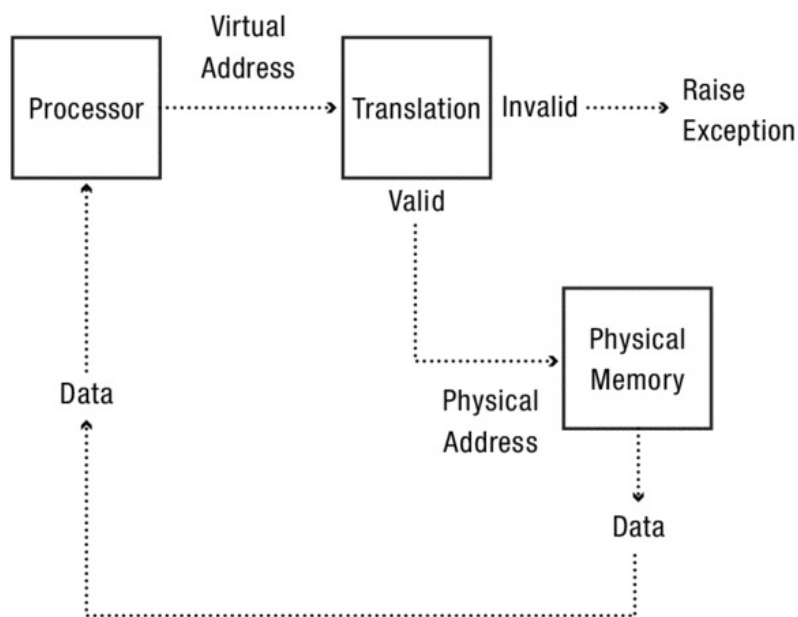 Virtual
Address
Processor
Translation
Invalid
Raise
Exception
Valid
Physical
Memory
Data
Physical
Address
Data